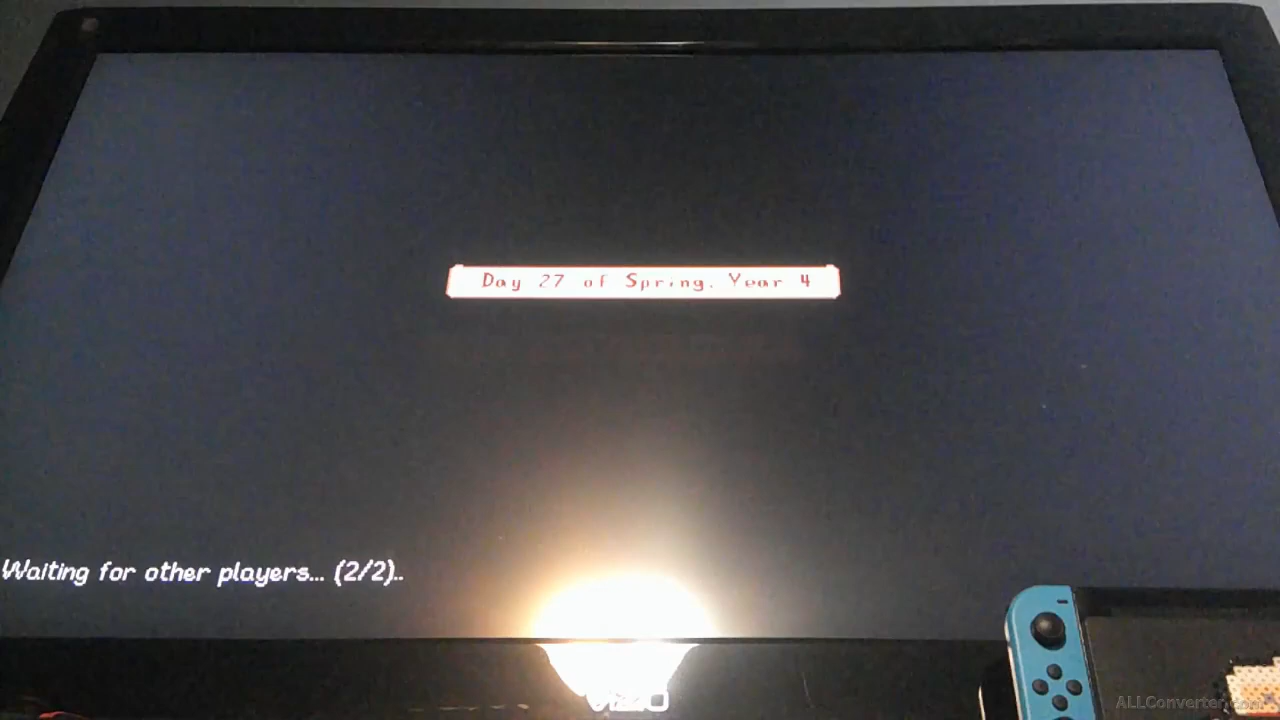 Day 27 of Spring, Year 4
Waiting for other players... (2/2)..
VIZIO
ALLConverter.com